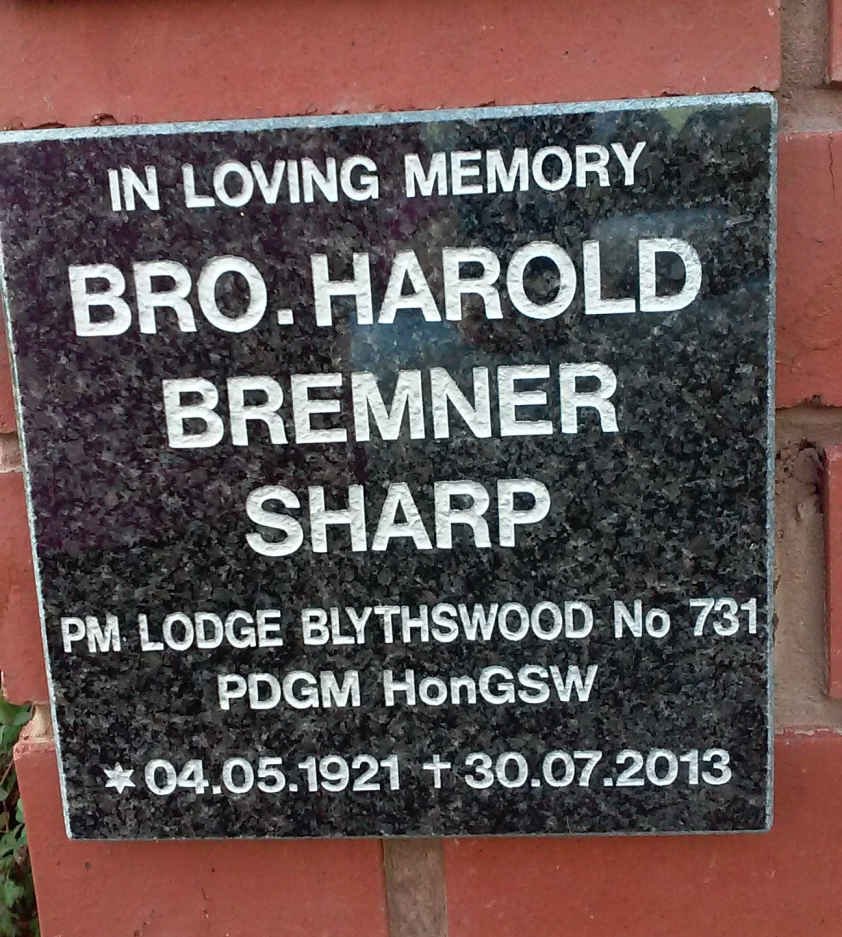 IN LOVING MEMORY
BRO. HAROLD
BREMNER
SHARP
PM LODGE BLYTHSWOOD No 731
PDGM HonGSW
* 04.05.1921 † 30.07.2013